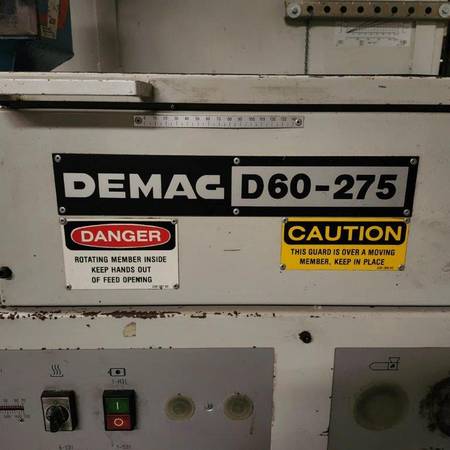 DEMAG D60-275
DANGER
ROTATING MEMBER INSIDE
KEEP HANDS OUT
OF FEED OPENING
CAUTION
THIS GUARD IS OVER A MOVING
MEMBER, KEEP IN PLACE